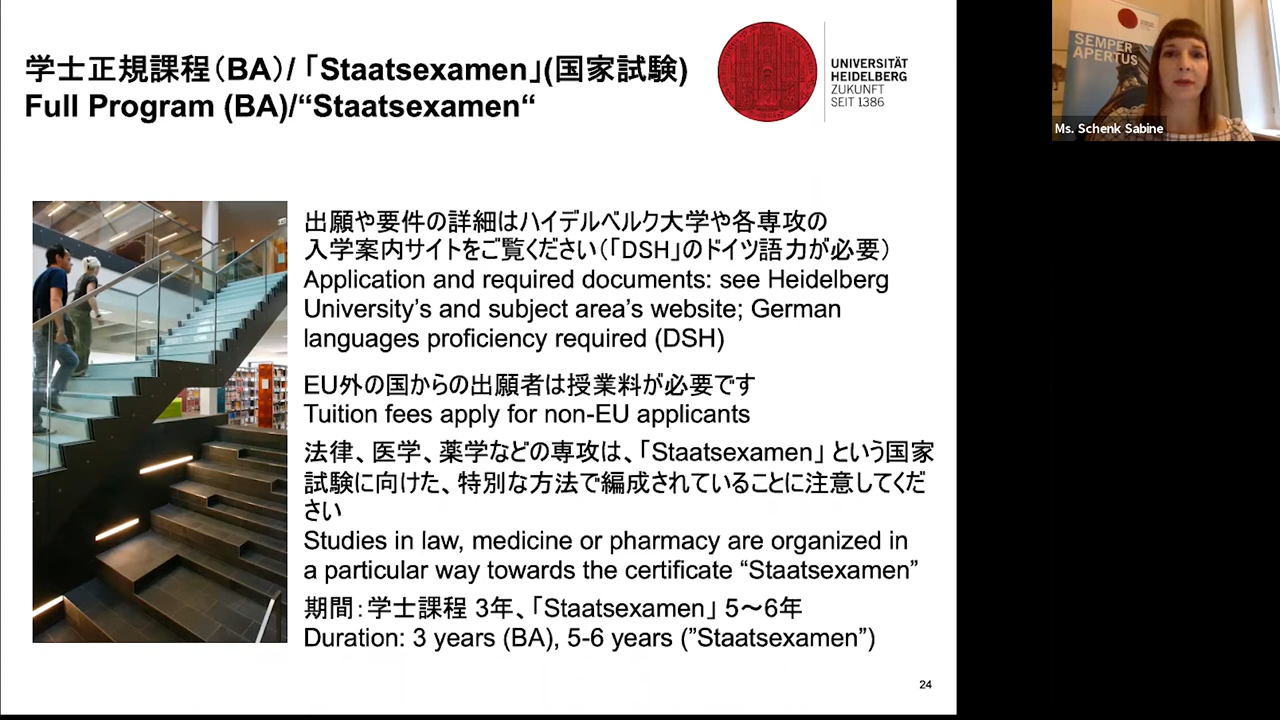 学士正規課程（BA）/「Staatsexamen」(国家試験)
Full Program (BA)/“Staatsexamen“
UNIVERSITÄT
HEIDELBERG
ZUKUNFT
SEIT 1386
SEMPER
APERTUS
Ms. Schenk Sabine
出願や要件の詳細はハイデルベルク大学や各専攻の
入学案内サイトをご覧ください（「DSH」のドイツ語力が必要）
Application and required documents: see Heidelberg
University’s and subject area’s website; German
languages proficiency required (DSH)
EU外の国からの出願者は授業料が必要です
Tuition fees apply for non-EU applicants
法律、医学、薬学などの専攻は、「Staatsexamen」という国家
試験に向けた、特別な方法で編成されていることに注意してくだ
さい
Studies in law, medicine or pharmacy are organized in
a particular way towards the certificate “Staatsexamen”
期間：学士課程 3年、「Staatsexamen」 5～6年
Duration: 3 years (BA), 5-6 years (”Staatsexamen”)
24